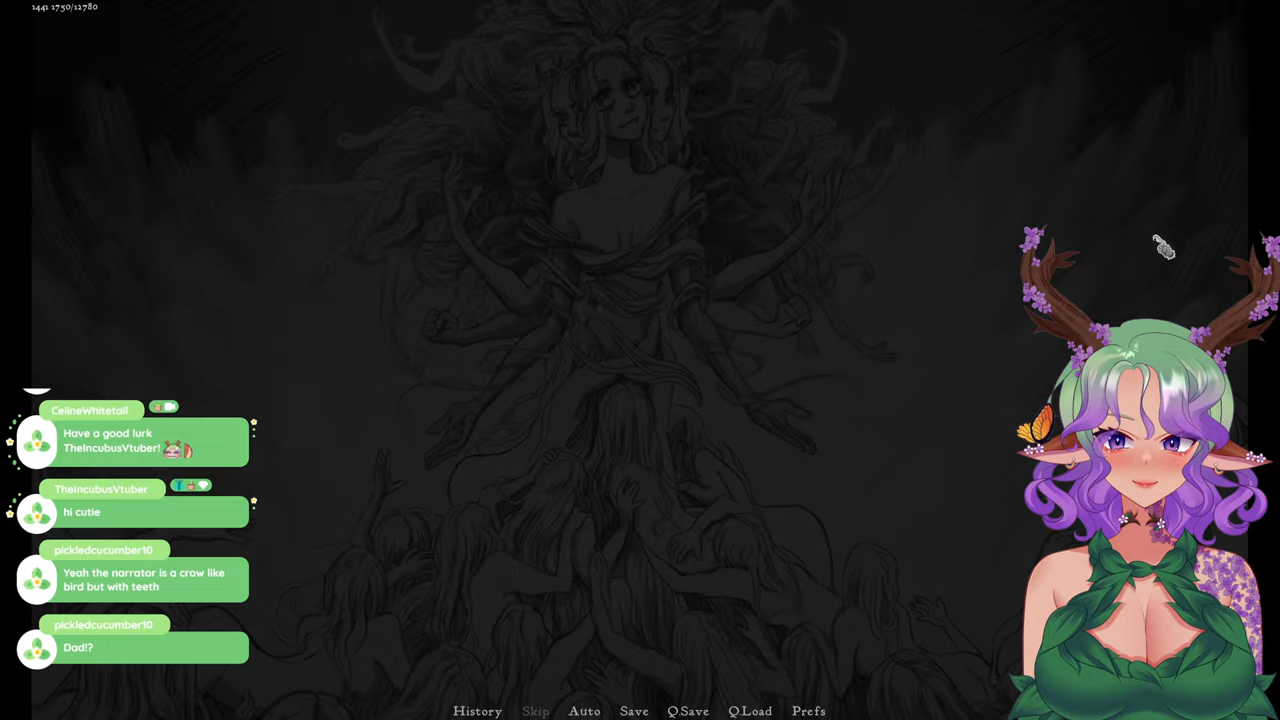 1441 1750/12780
CelineWhitetail
Have a good lurk
TheIncubusVtuber!
TheIncubusVtuber
hi cutie
pickledcucumber10
Yeah the narrator is a crow like
bird but with teeth
pickledcucumber10
Dad!?
History Skip Auto Save Q.Save Q.Load Prefs